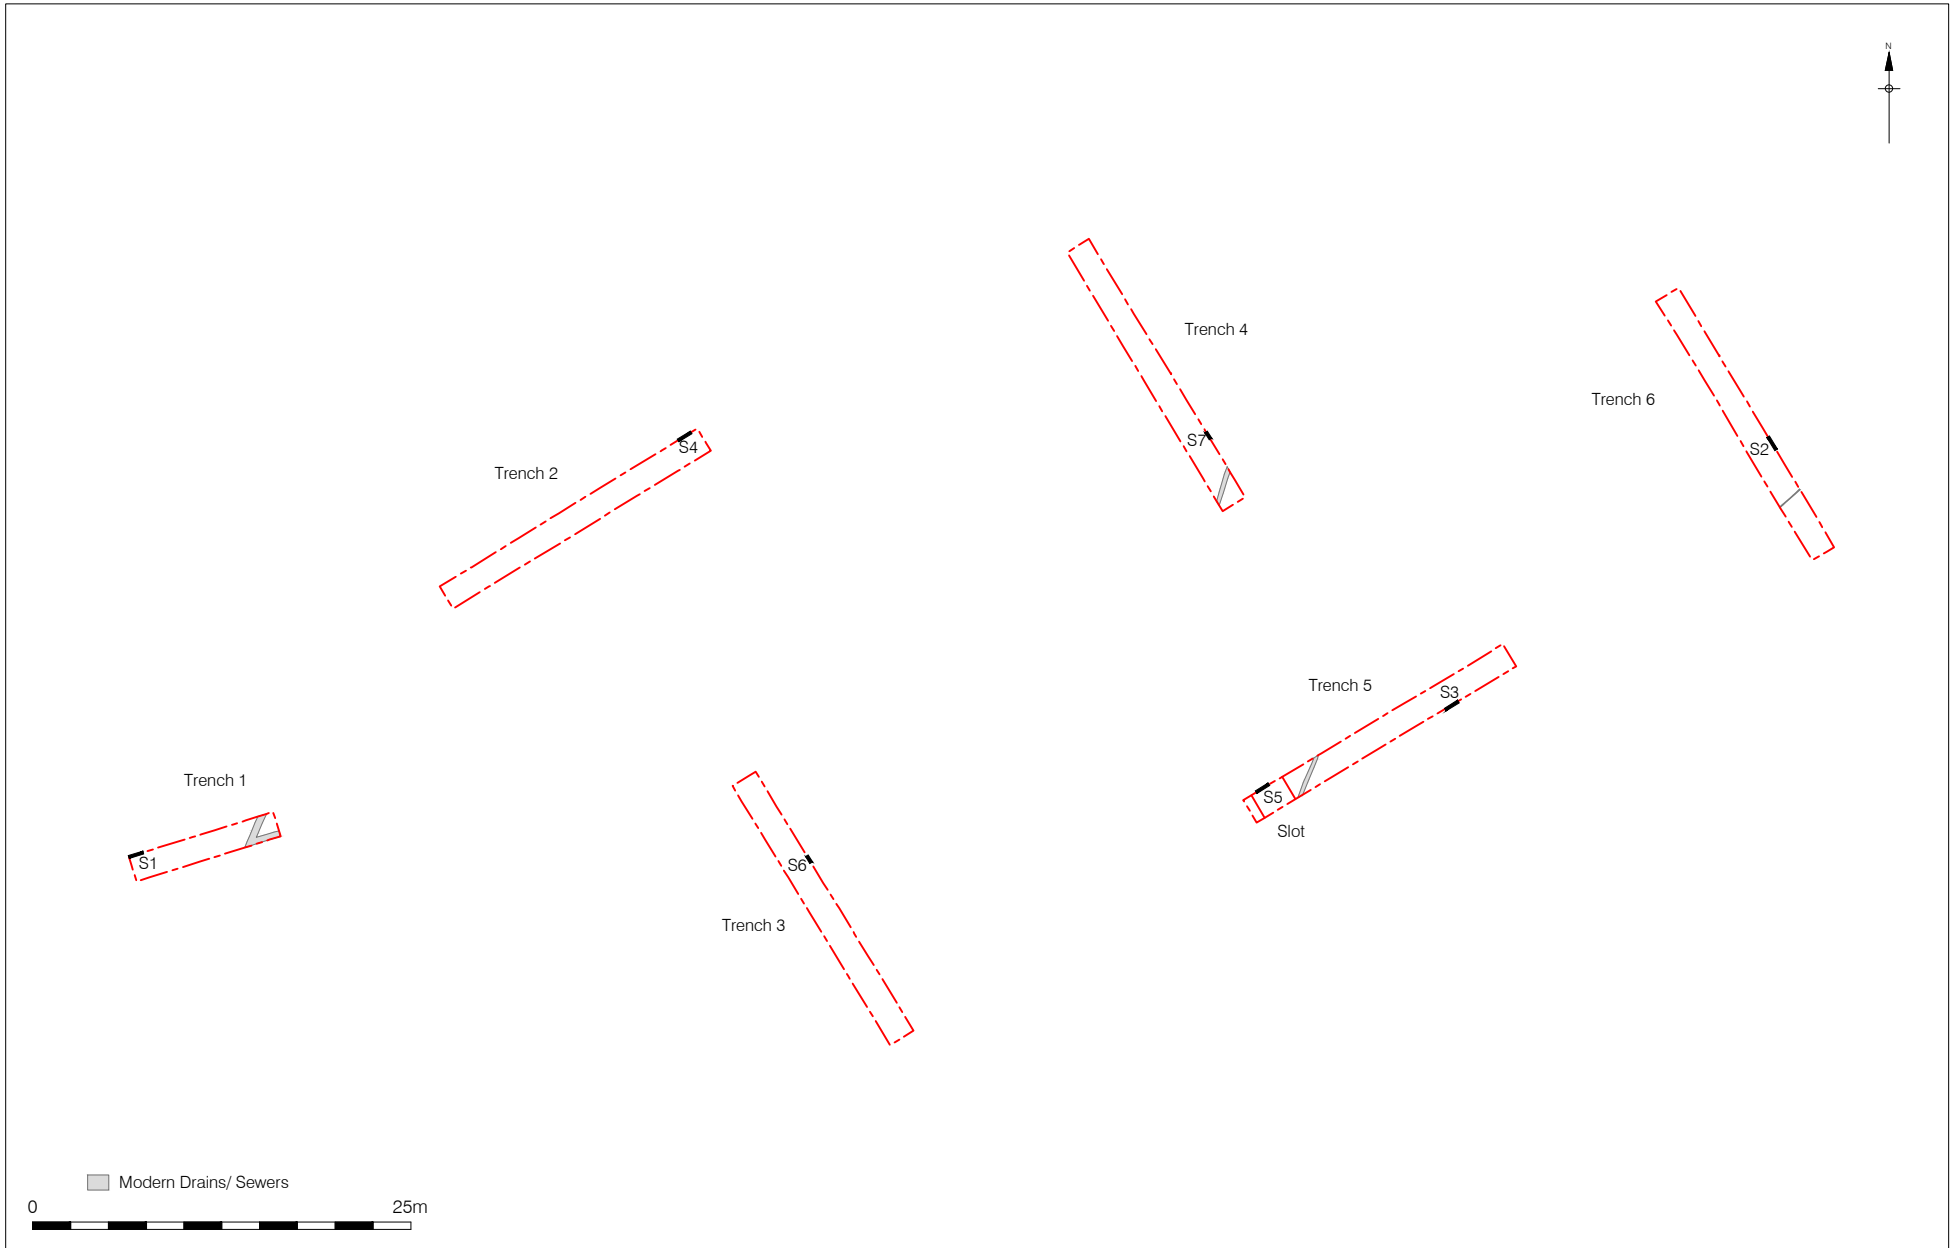 N
Trench 4
Trench 6
S7
S2
S4
Trench 2
Trench 5
S3
Trench 1
S5
Slot
S1
S6
Trench 3
Modern Drains/ Sewers
0 25m